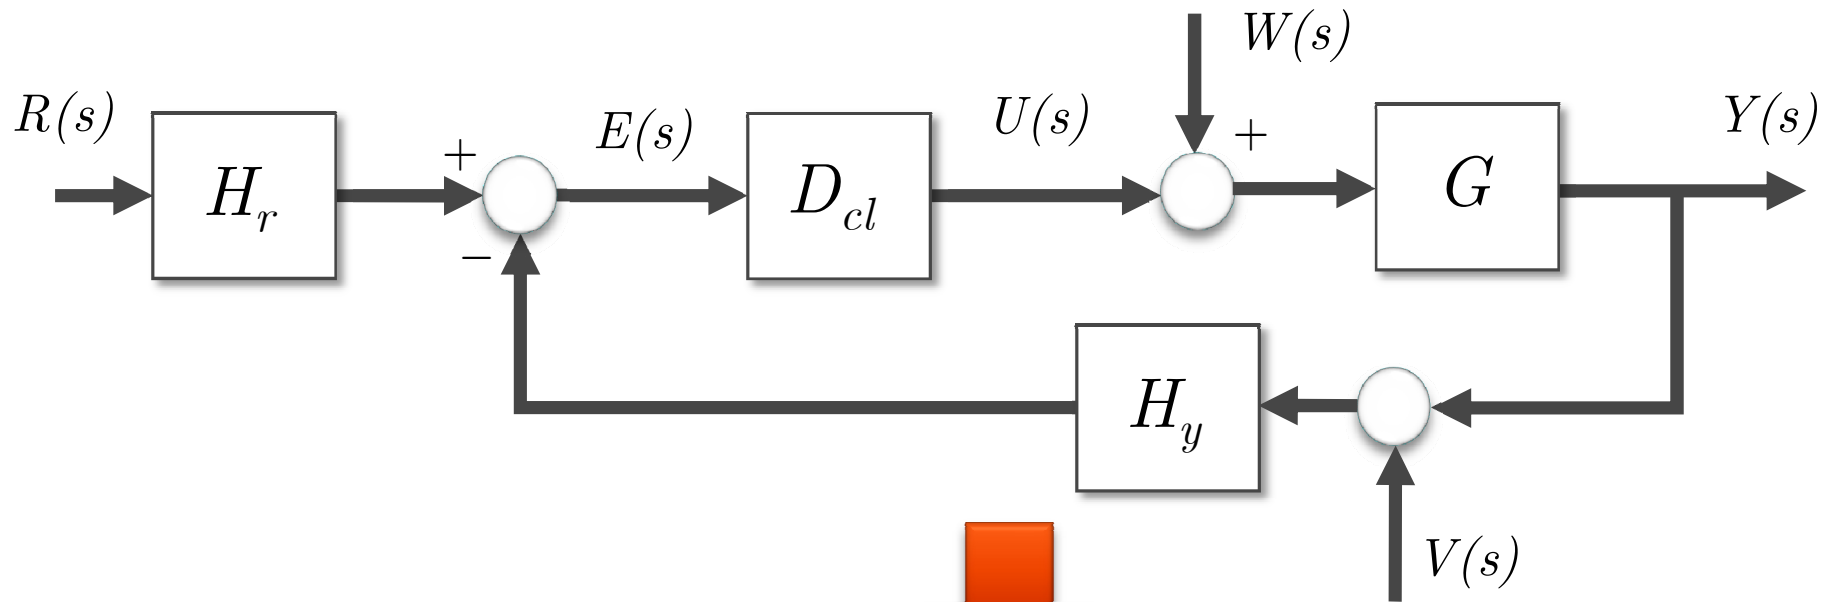 W(s)
R(s)
H_r
+
−
E(s)
D_cl
U(s)
+
G
Y(s)
H_y
V(s)